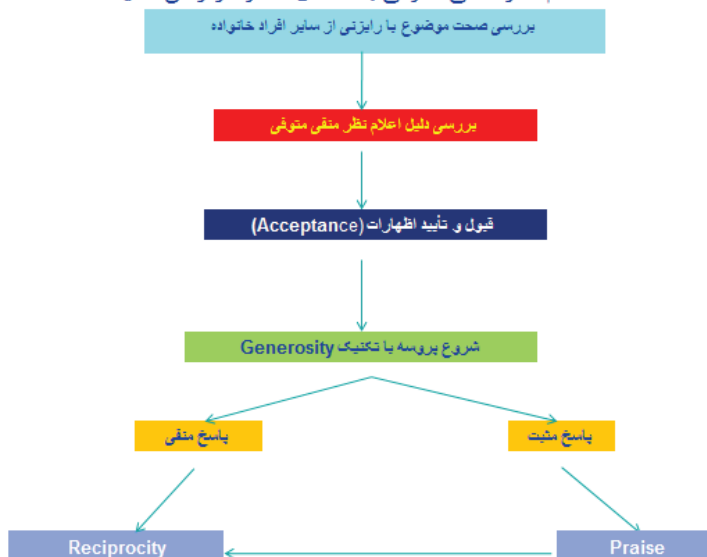 بررسی صحت موضوع با رایزنی از سایر افراد خانواده
بررسی دلیل اعلام نظر منفی متوفی
قبول و تأیید اظهارات (Acceptance)
شروع پروسه با تکنیک Generosity
پاسخ مثبت
پاسخ منفی
Praise
Reciprocity